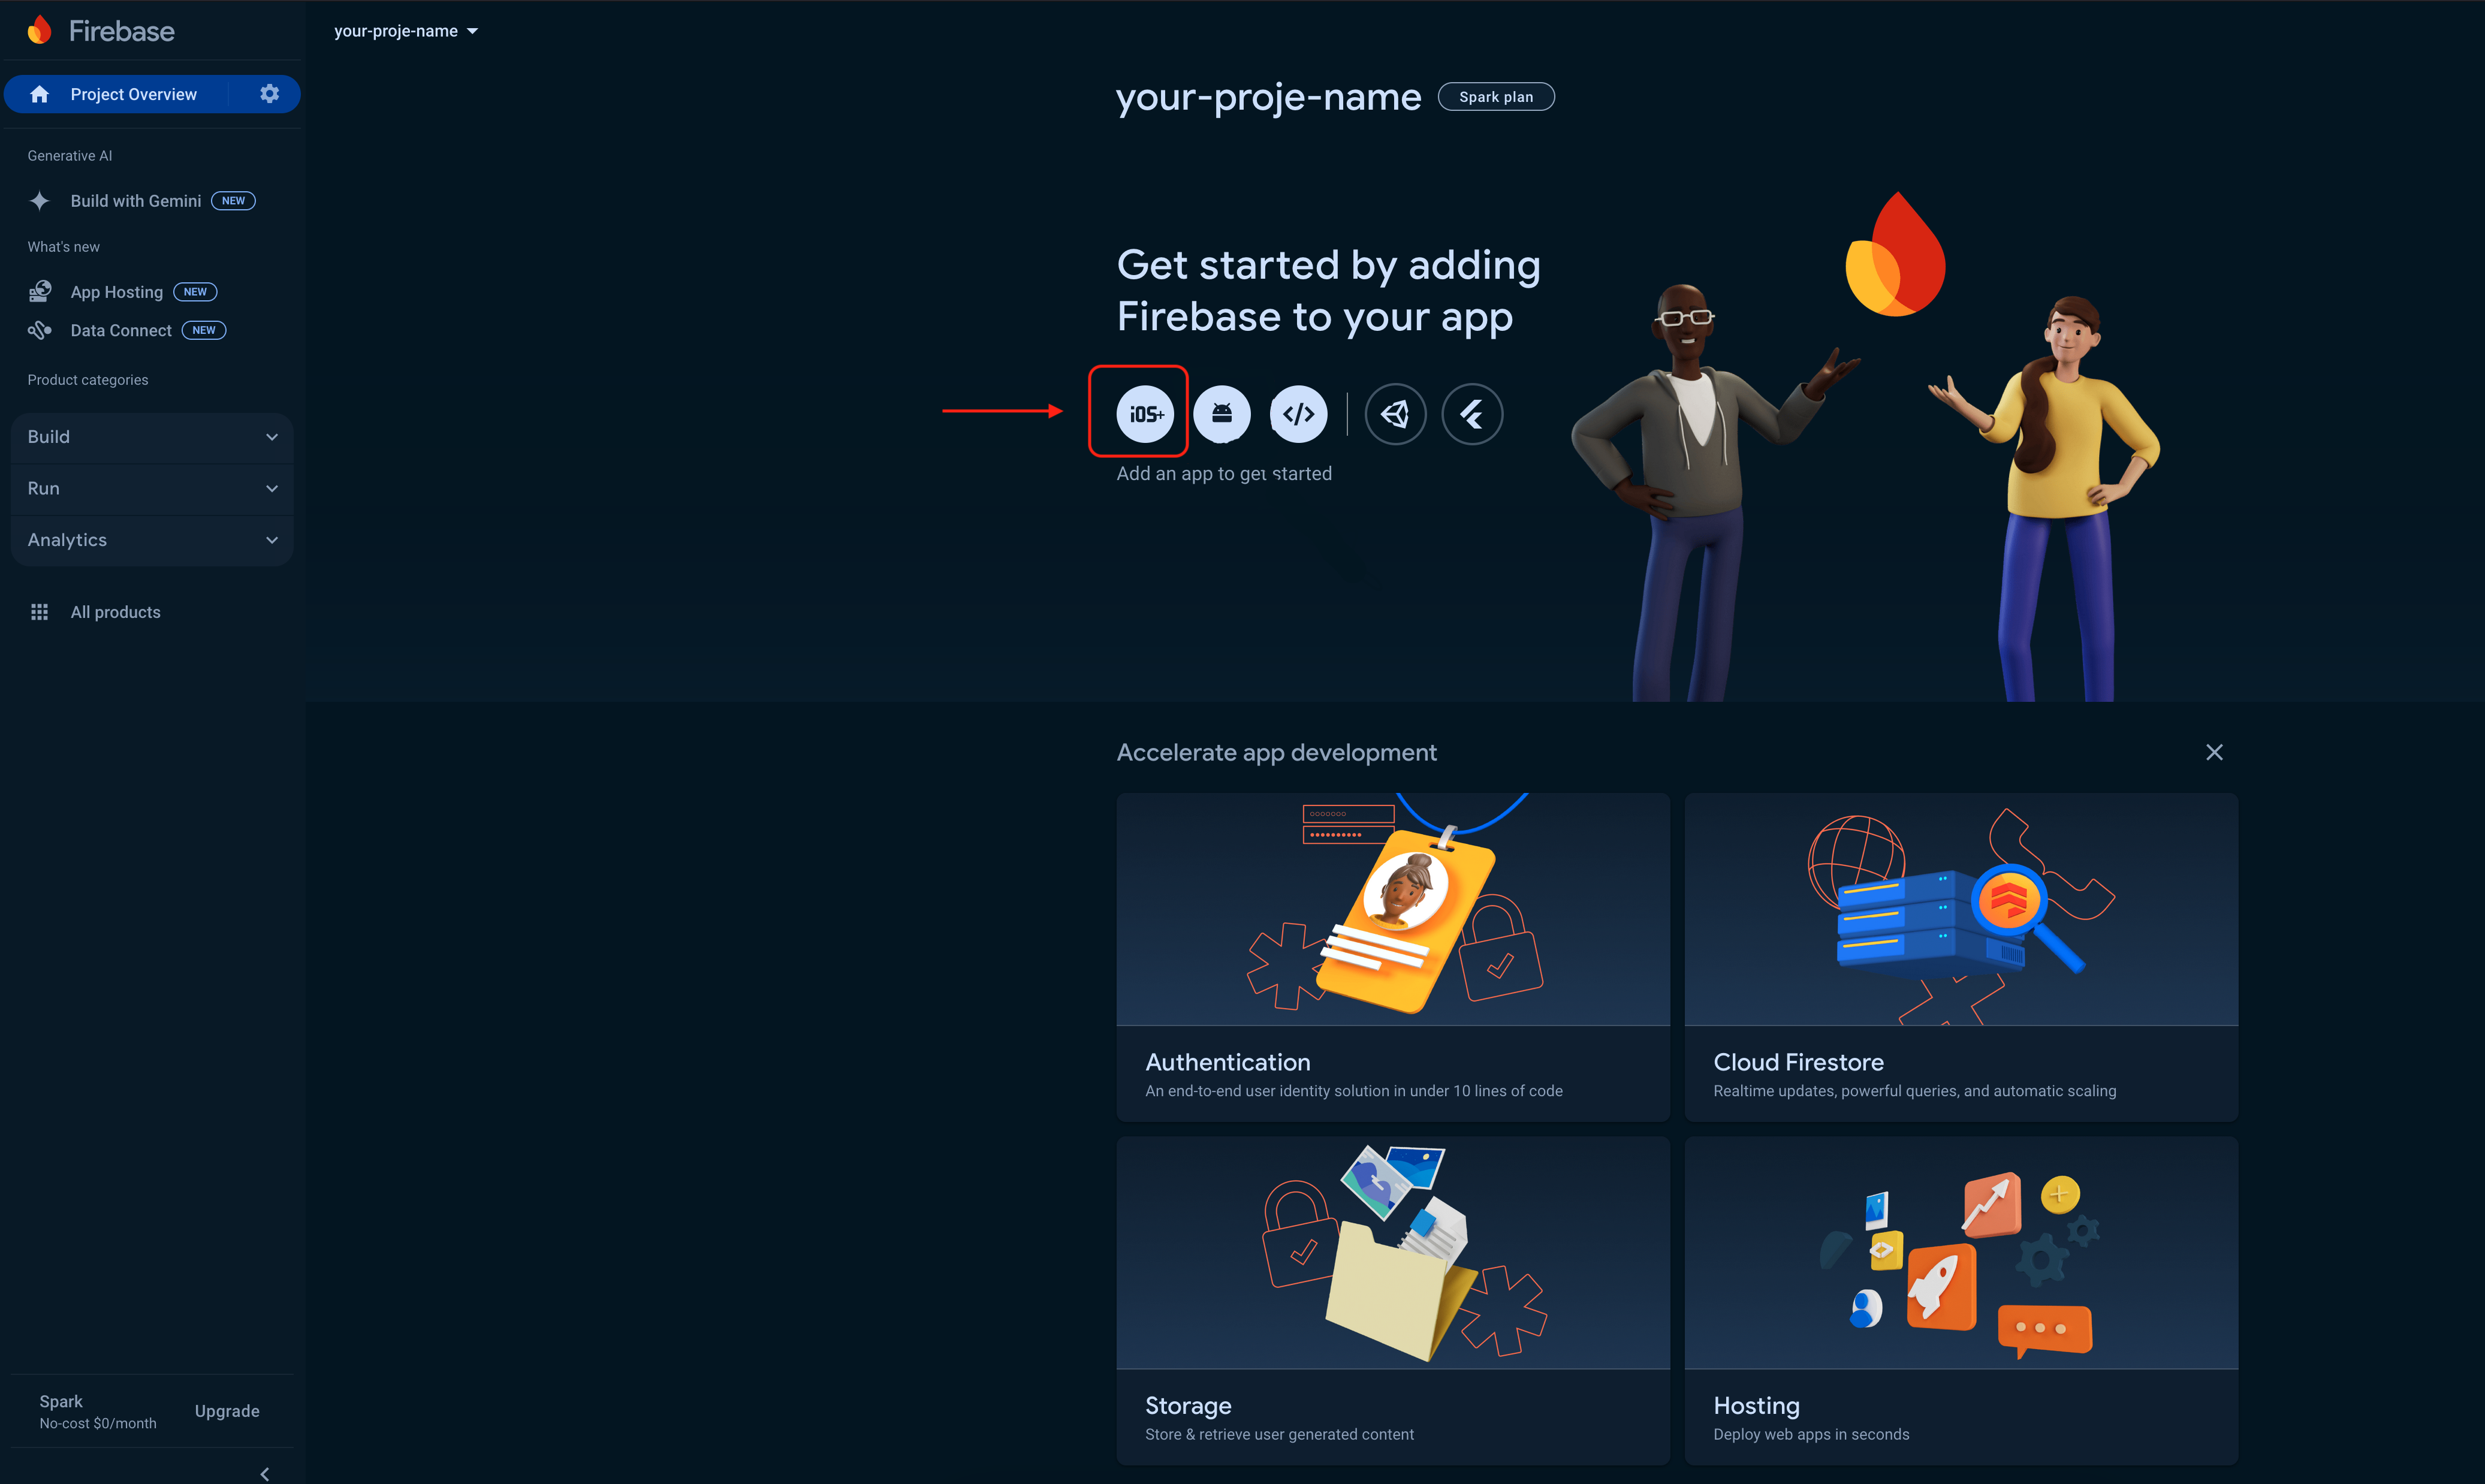 Firebase
your-proje-name
Project Overview
Generative AI
Build with Gemini NEW
What's new
App Hosting NEW
Data Connect NEW
Product categories
Build
Run
Analytics
All products
Spark
No-cost $0/month
Upgrade
your-proje-name Spark plan
Get started by adding
Firebase to your app
iOS+
Add an app to get started
Accelerate app development
Authentication
An end-to-end user identity solution in under 10 lines of code
Cloud Firestore
Realtime updates, powerful queries, and automatic scaling
Storage
Store & retrieve user generated content
Hosting
Deploy web apps in seconds